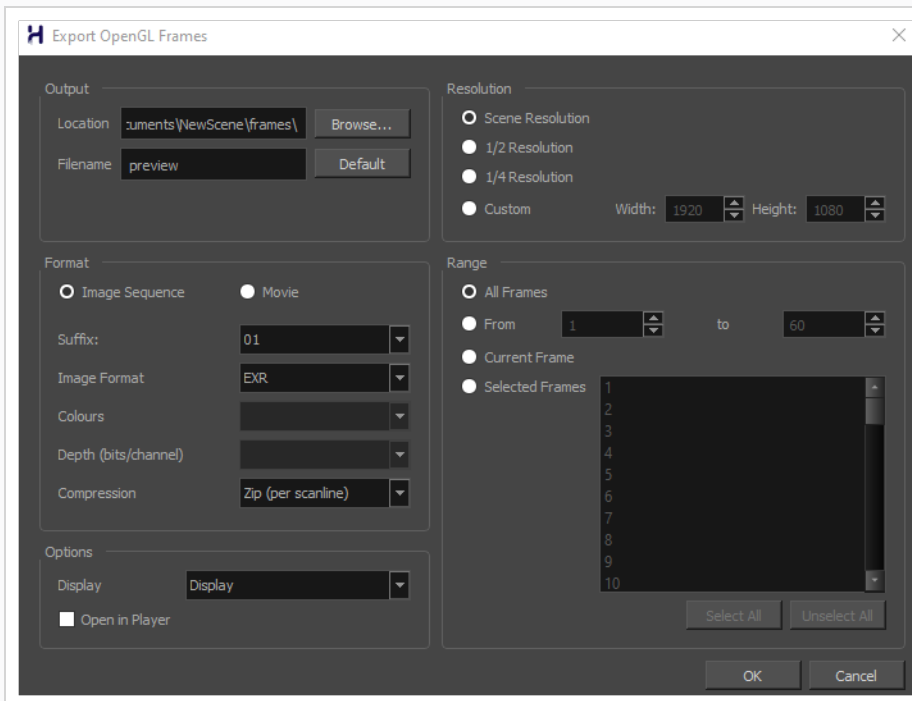 Export OpenGL Frames
Output
Location :uments\NewScene\frames\ Browse...
Filename preview Default
Resolution
Scene Resolution
1/2 Resolution
1/4 Resolution
Custom Width: 1920 Height: 1080
Format
Image Sequence Movie
Suffix: 01
Image Format EXR
Colours
Depth (bits/channel)
Compression Zip (per scanline)
Range
All Frames
From 1 to 60
Current Frame
Selected Frames 1
2
3
4
5
6
7
8
9
10
Select All Unselect All
Options
Display Display
Open in Player
OK Cancel